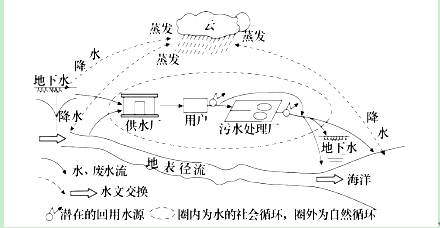 云
蒸发
蒸发
蒸发
降水
地下水
降水
供水厂
用户
污水处理厂
降水
地下水
地表径流
海洋
水、废水流
水文交换
潜在的回用水源
圈内为水的社会循环，圈外为自然循环